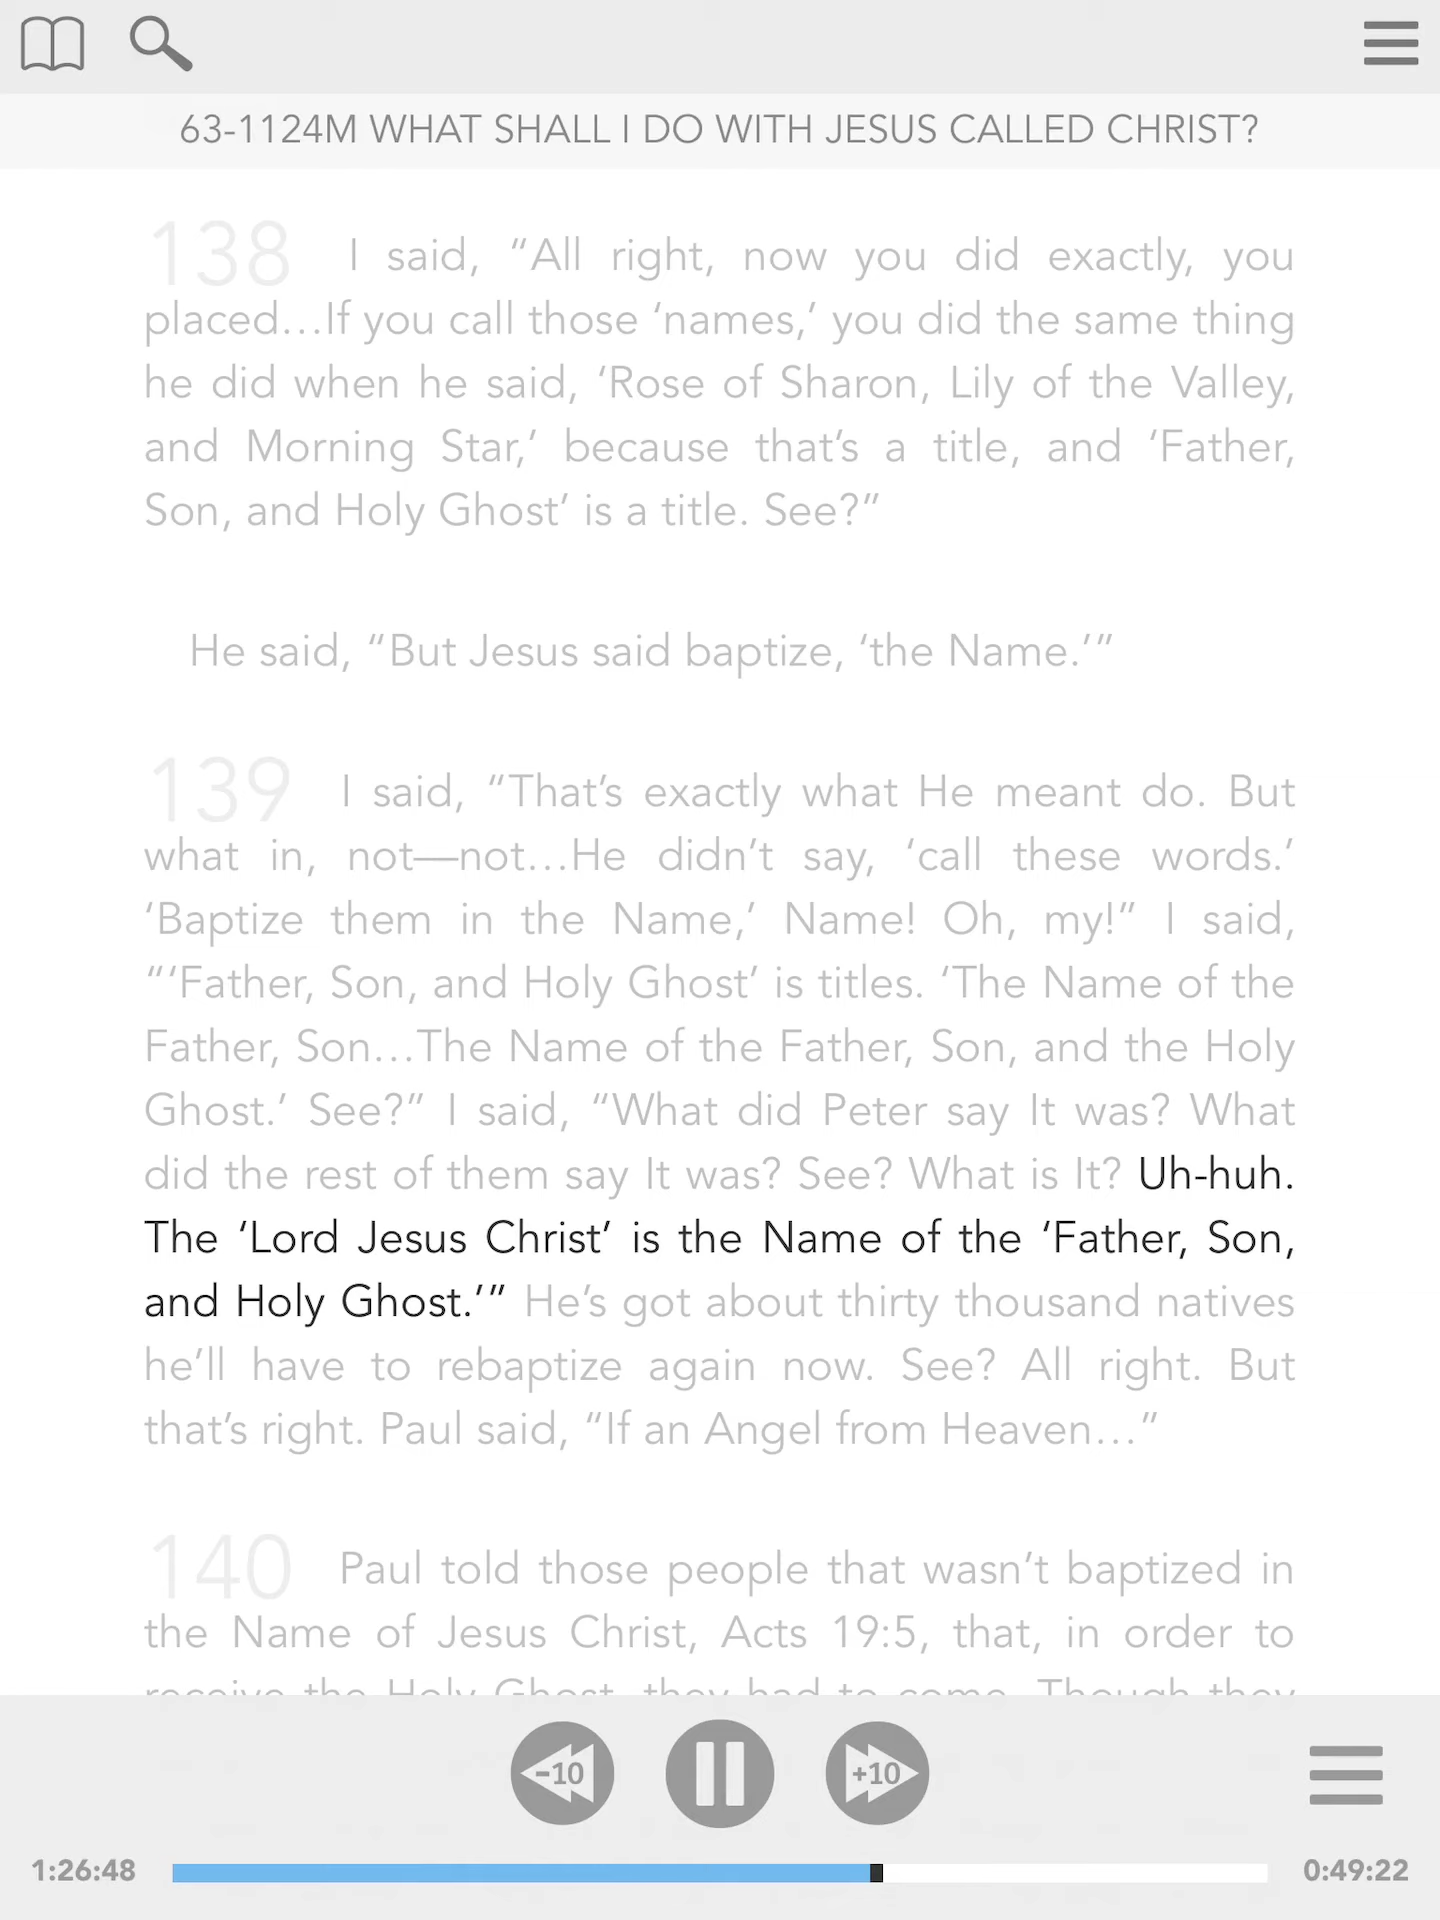 63-1124M WHAT SHALL I DO WITH JESUS CALLED CHRIST?
138 I said, “All right, now you did exactly, you
placed…If you call those ‘names,’ you did the same thing
he did when he said, ‘Rose of Sharon, Lily of the Valley,
and Morning Star,’ because that’s a title, and ‘Father,
Son, and Holy Ghost’ is a title. See?”
He said, “But Jesus said baptize, ‘the Name.’”
139 I said, “That’s exactly what He meant do. But
what in, not—not…He didn’t say, ‘call these words.’
‘Baptize them in the Name,’ Name! Oh, my!” I said,
“‘Father, Son, and Holy Ghost’ is titles. ‘The Name of the
Father, Son…The Name of the Father, Son, and the Holy
Ghost.’ See?” I said, “What did Peter say It was? What
did the rest of them say It was? See? What is It? Uh-huh.
The ‘Lord Jesus Christ’ is the Name of the ‘Father, Son,
and Holy Ghost.’” He’s got about thirty thousand natives
he’ll have to rebaptize again now. See? All right. But
that’s right. Paul said, “If an Angel from Heaven…”
140 Paul told those people that wasn’t baptized in
the Name of Jesus Christ, Acts 19:5, that, in order to
receive the Holy Ghost, they had to come. Though they
-10 +10
1:26:48 0:49:22